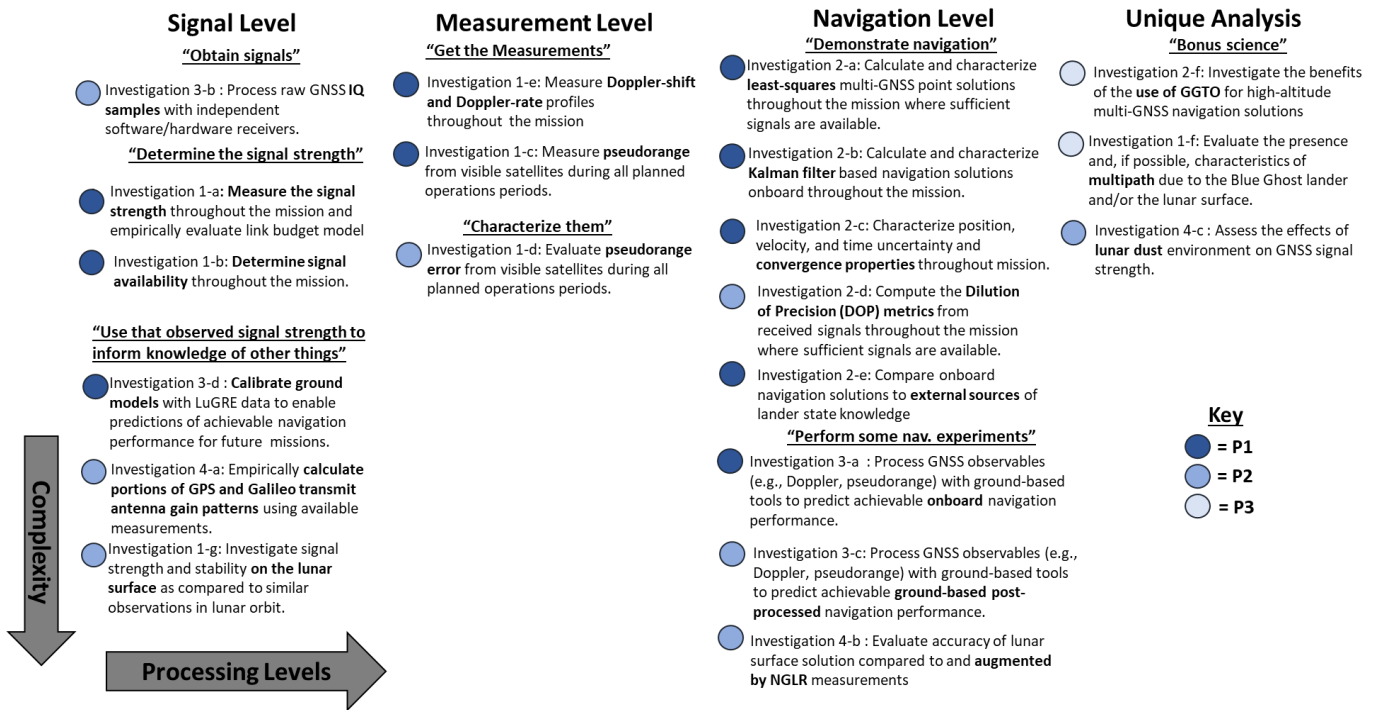 Signal Level
"Obtain signals"
Investigation 3-b : Process raw GNSS IQ
samples with independent
software/hardware receivers.
"Determine the signal strength"
Investigation 1-a: Measure the signal
strength throughout the mission and
empirically evaluate link budget model
Investigation 1-b: Determine signal
availability throughout the mission.
"Use that observed signal strength to
inform knowledge of other things"
Investigation 3-d : Calibrate ground
models with LuGRE data to enable
predictions of achievable navigation
performance for future missions.
Investigation 4-a: Empirically calculate
portions of GPS and Galileo transmit
antenna gain patterns using available
measurements.
Investigation 1-g: Investigate signal
strength and stability on the lunar
surface as compared to similar
observations in lunar orbit.
Measurement Level
"Get the Measurements"
Investigation 1-e: Measure Doppler-shift
and Doppler-rate profiles
throughout the mission
Investigation 1-c: Measure pseudorange
from visible satellites during all planned
operations periods.
"Characterize them"
Investigation 1-d: Evaluate pseudorange
error from visible satellites during all
planned operations periods.
Navigation Level
"Demonstrate navigation"
Investigation 2-a: Calculate and characterize
least-squares multi-GNSS point solutions
throughout the mission where sufficient
signals are available.
Investigation 2-b: Calculate and characterize
Kalman filter based navigation solutions
onboard throughout the mission.
Investigation 2-c: Characterize position,
velocity, and time uncertainty and
convergence properties throughout mission.
Investigation 2-d: Compute the Dilution
of Precision (DOP) metrics from
received signals throughout the mission
where sufficient signals are available.
Investigation 2-e: Compare onboard
navigation solutions to external sources of
lander state knowledge
"Perform some nav. experiments"
Investigation 3-a : Process GNSS observables
(e.g., Doppler, pseudorange) with ground-based
tools to predict achievable onboard navigation
performance.
Investigation 3-c: Process GNSS observables (e.g.,
Doppler, pseudorange) with ground-based tools
to predict achievable ground-based post-
processed navigation performance.
Investigation 4-b : Evaluate accuracy of lunar
surface solution compared to and augmented
by NGLR measurements
Unique Analysis
"Bonus science"
Investigation 2-f: Investigate the benefits
of the use of GGTO for high-altitude
multi-GNSS navigation solutions
Investigation 1-f: Evaluate the presence
and, if possible, characteristics of
multipath due to the Blue Ghost lander
and/or the lunar surface.
Investigation 4-c : Assess the effects of
lunar dust environment on GNSS signal
strength.
Key
= P1
= P2
= P3
Complexity
Processing Levels